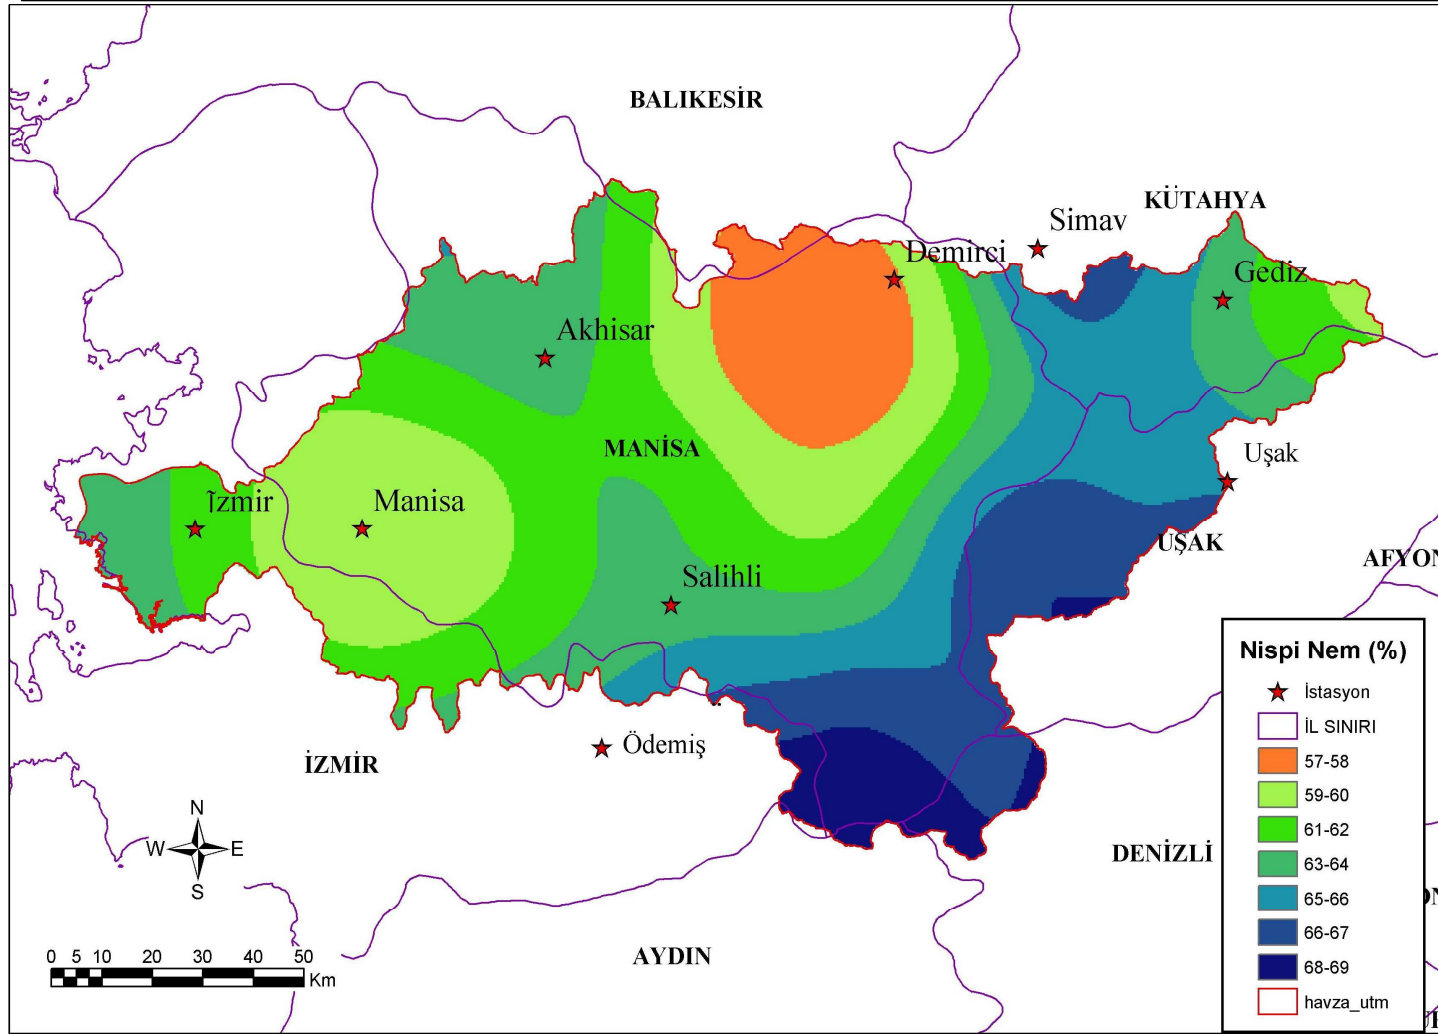 BALIKESİR
KÜTAHYA
Simav
Demirci
Gediz
Akhisar
MANİSA
Uşak
İzmir
Manisa
UŞAK
AFYON
Salihli
Ödemiş
İZMİR
DENİZLİ
AYDIN
N
W
E
S
0 5 10 20 30 40 50
Km
Nispi Nem (%)
İstasyon
İL SINIRI
57-58
59-60
61-62
63-64
65-66
66-67
68-69
havza_utm